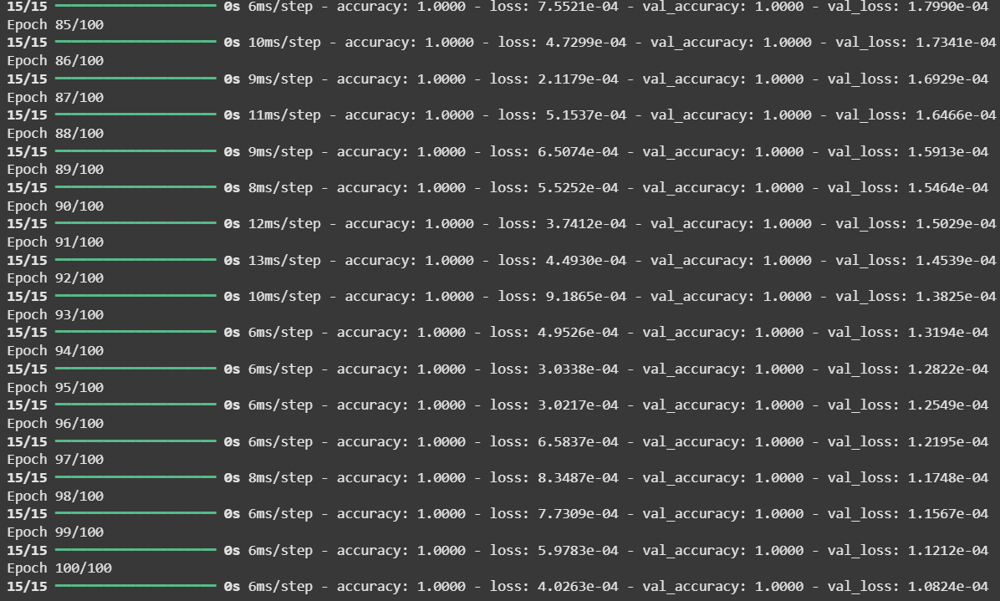 15/15 ━━━━━━━━━━━━━━━━━━━━ 0s 6ms/step - accuracy: 1.0000 - loss: 7.5521e-04 - val_accuracy: 1.0000 - val_loss: 1.7990e-04
Epoch 85/100
15/15 ━━━━━━━━━━━━━━━━━━━━ 0s 10ms/step - accuracy: 1.0000 - loss: 4.7299e-04 - val_accuracy: 1.0000 - val_loss: 1.7341e-04
Epoch 86/100
15/15 ━━━━━━━━━━━━━━━━━━━━ 0s 9ms/step - accuracy: 1.0000 - loss: 2.1179e-04 - val_accuracy: 1.0000 - val_loss: 1.6929e-04
Epoch 87/100
15/15 ━━━━━━━━━━━━━━━━━━━━ 0s 11ms/step - accuracy: 1.0000 - loss: 5.1537e-04 - val_accuracy: 1.0000 - val_loss: 1.6466e-04
Epoch 88/100
15/15 ━━━━━━━━━━━━━━━━━━━━ 0s 9ms/step - accuracy: 1.0000 - loss: 6.5074e-04 - val_accuracy: 1.0000 - val_loss: 1.5913e-04
Epoch 89/100
15/15 ━━━━━━━━━━━━━━━━━━━━ 0s 8ms/step - accuracy: 1.0000 - loss: 5.5252e-04 - val_accuracy: 1.0000 - val_loss: 1.5464e-04
Epoch 90/100
15/15 ━━━━━━━━━━━━━━━━━━━━ 0s 12ms/step - accuracy: 1.0000 - loss: 3.7412e-04 - val_accuracy: 1.0000 - val_loss: 1.5029e-04
Epoch 91/100
15/15 ━━━━━━━━━━━━━━━━━━━━ 0s 13ms/step - accuracy: 1.0000 - loss: 4.4930e-04 - val_accuracy: 1.0000 - val_loss: 1.4539e-04
Epoch 92/100
15/15 ━━━━━━━━━━━━━━━━━━━━ 0s 10ms/step - accuracy: 1.0000 - loss: 9.1865e-04 - val_accuracy: 1.0000 - val_loss: 1.3825e-04
Epoch 93/100
15/15 ━━━━━━━━━━━━━━━━━━━━ 0s 6ms/step - accuracy: 1.0000 - loss: 4.9526e-04 - val_accuracy: 1.0000 - val_loss: 1.3194e-04
Epoch 94/100
15/15 ━━━━━━━━━━━━━━━━━━━━ 0s 6ms/step - accuracy: 1.0000 - loss: 3.0338e-04 - val_accuracy: 1.0000 - val_loss: 1.2822e-04
Epoch 95/100
15/15 ━━━━━━━━━━━━━━━━━━━━ 0s 6ms/step - accuracy: 1.0000 - loss: 3.0217e-04 - val_accuracy: 1.0000 - val_loss: 1.2549e-04
Epoch 96/100
15/15 ━━━━━━━━━━━━━━━━━━━━ 0s 6ms/step - accuracy: 1.0000 - loss: 6.5837e-04 - val_accuracy: 1.0000 - val_loss: 1.2195e-04
Epoch 97/100
15/15 ━━━━━━━━━━━━━━━━━━━━ 0s 8ms/step - accuracy: 1.0000 - loss: 8.3487e-04 - val_accuracy: 1.0000 - val_loss: 1.1748e-04
Epoch 98/100
15/15 ━━━━━━━━━━━━━━━━━━━━ 0s 6ms/step - accuracy: 1.0000 - loss: 7.7309e-04 - val_accuracy: 1.0000 - val_loss: 1.1567e-04
Epoch 99/100
15/15 ━━━━━━━━━━━━━━━━━━━━ 0s 6ms/step - accuracy: 1.0000 - loss: 5.9783e-04 - val_accuracy: 1.0000 - val_loss: 1.1212e-04
Epoch 100/100
15/15 ━━━━━━━━━━━━━━━━━━━━ 0s 6ms/step - accuracy: 1.0000 - loss: 4.0263e-04 - val_accuracy: 1.0000 - val_loss: 1.0824e-04